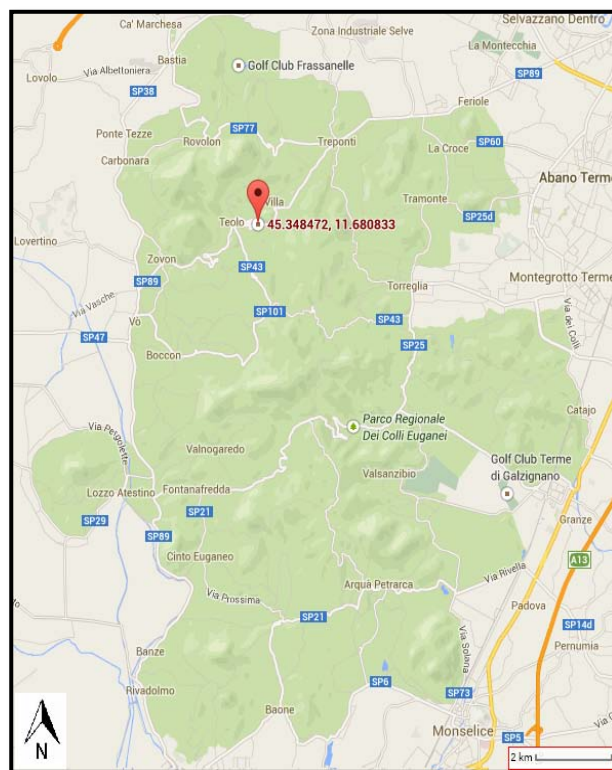 Ca' Marchesa
Selvazzano Dentro
Zona Industriale Selve
La Montecchia
Bastia
Golf Club Frassanelle
Lovolo
Via Albettoniera
SP89
SP38
Feriole
Ponte Tezze
SP77
Treponti
Rovolon
La Croce
SP60
Carbonara
Abano Terme
Villa
Tramonte
Teolo
45.348472, 11.680833
SP25d
Lovertino
Zovon
SP43
Montegrotto Terme
SP89
Torreglia
Via Vasche
SP101
SP43
Vò
Via dei Colli
SP47
SP25
Boccon
Catajo
Parco Regionale
Dei Colli Euganei
Via Pegolette
Valnogaredo
Golf Club Terme
di Galzignano
Valsanzibio
Lozzo Atestino
Fontanafredda
SP29
SP21
Granze
SP89
Cinto Euganeo
A13
Via Rivella
Arquà Petrarca
Via Prossima
Padova
SP21
SP14d
Via Solana
Pernumia
Banze
Rivadolmo
SP6
SP73
Baone
Monselice
SP5
N
2 km